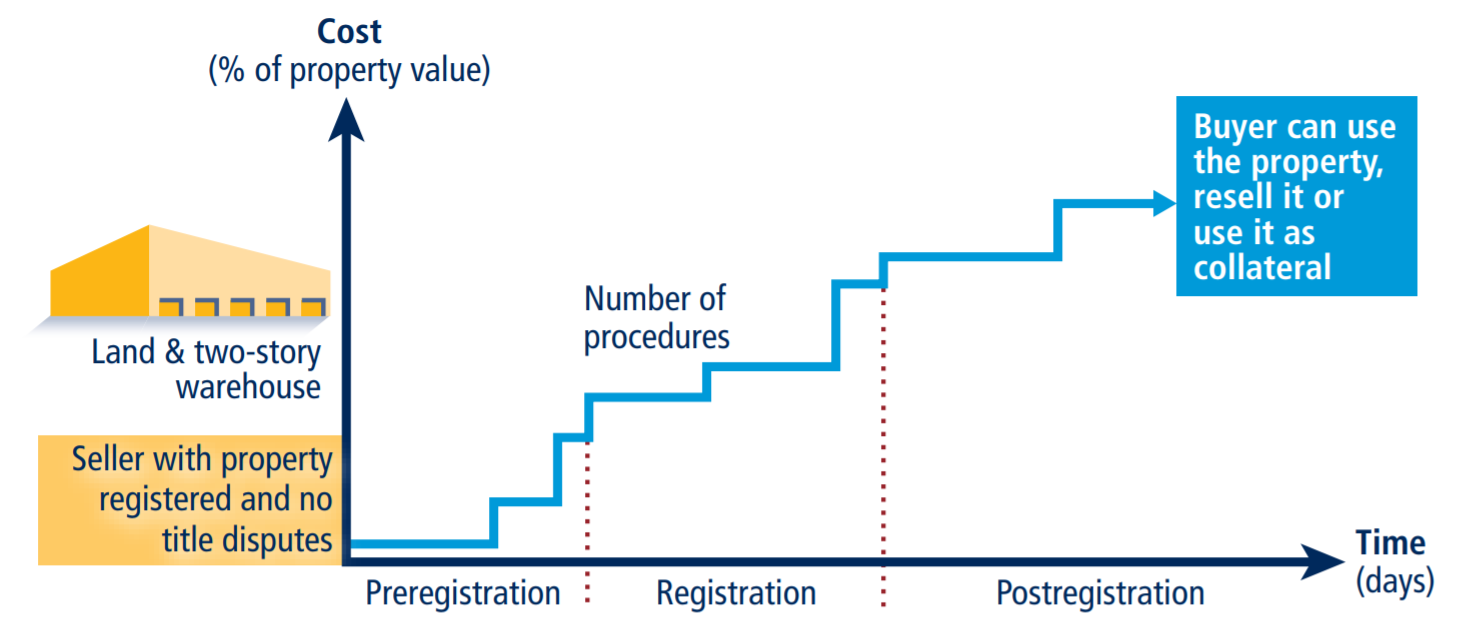 Cost
(% of property value)
Buyer can use
the property,
resell it or
use it as
collateral
Number of
procedures
Land & two-story
warehouse
Seller with property
registered and no
title disputes
Time
(days)
Preregistration
Registration
Postregistration